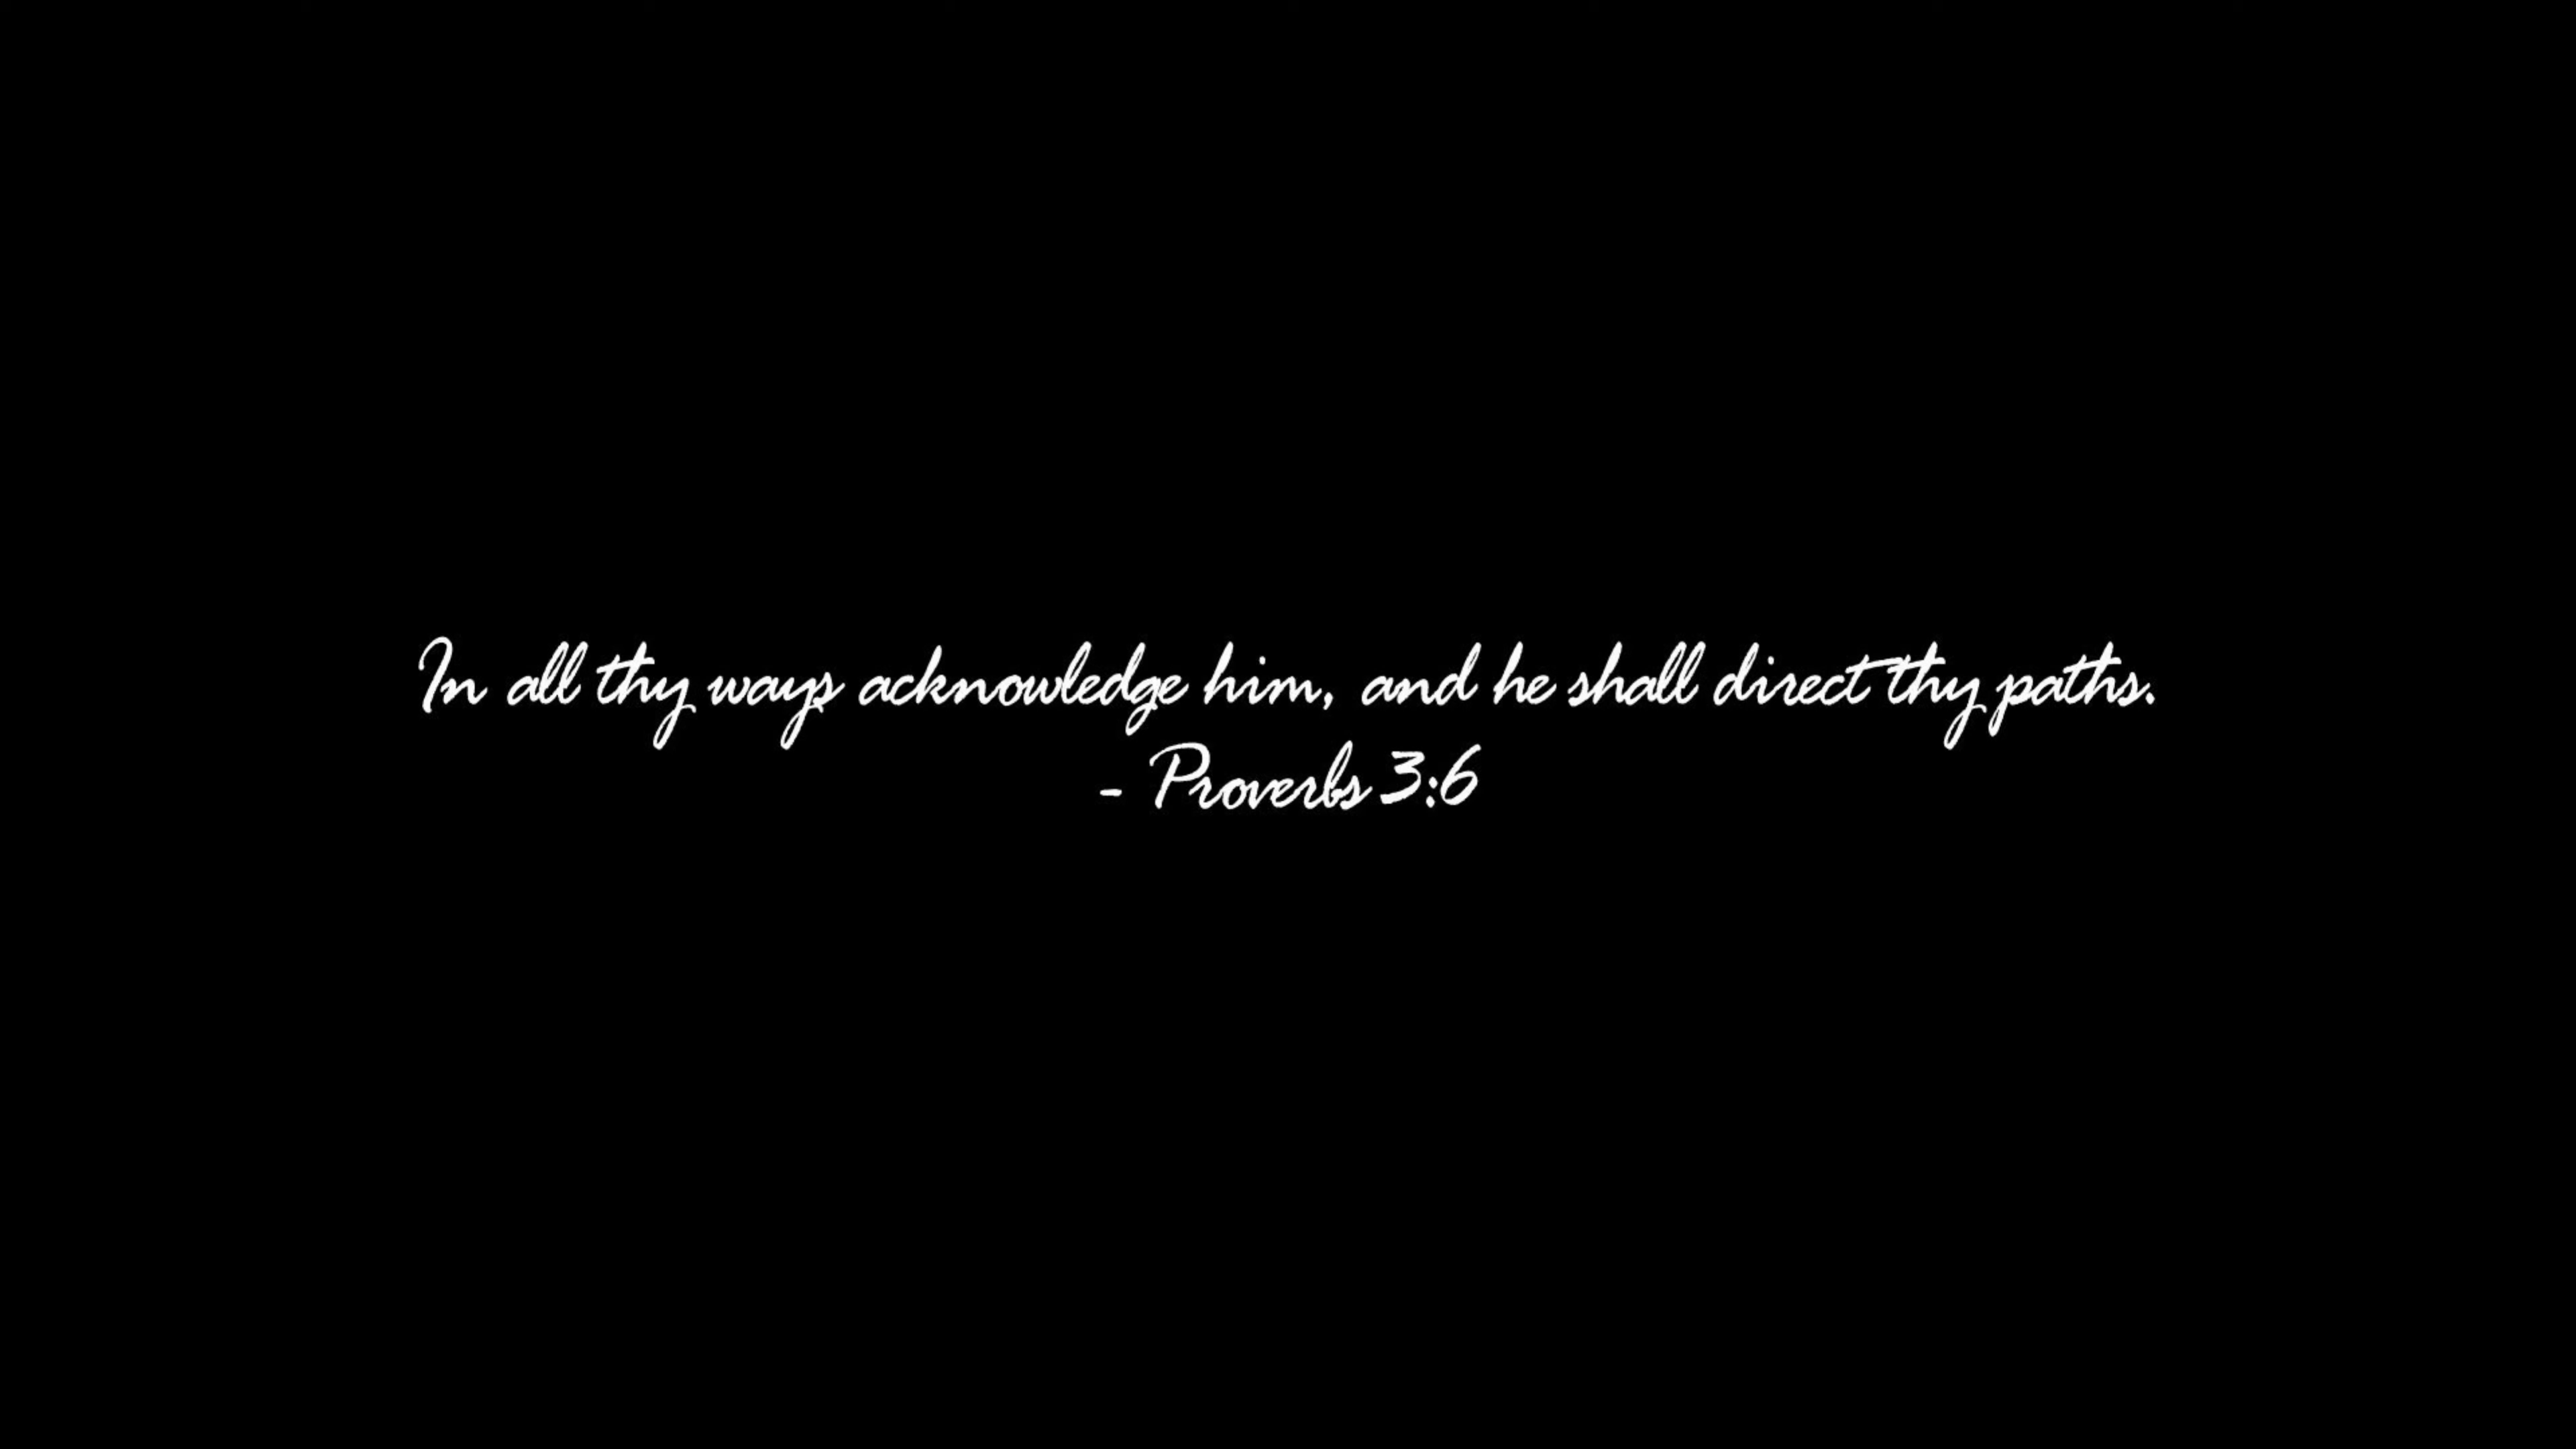 In all thy ways acknowledge him, and he shall direct thy paths.
- Proverbs 3:6